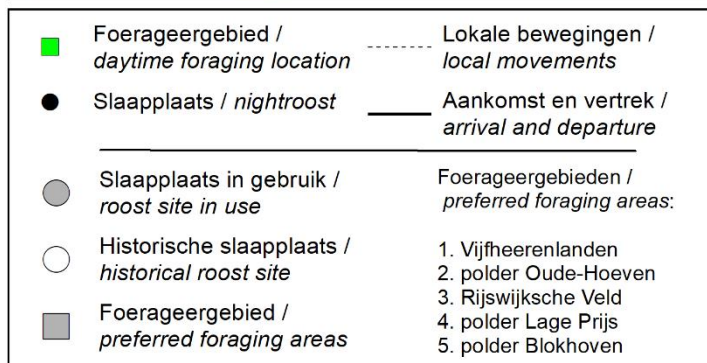 Foerageergebied /
daytime foraging location
Slaapplaats / nightroost
Lokale bewegingen /
local movements
Aankomst en vertrek /
arrival and departure
Slaapplaats in gebruik /
roost site in use
Historische slaapplaats /
historical roost site
Foerageergebied /
preferred foraging areas
Foerageergebieden /
preferred foraging areas:
1. Vijfheerenlanden
2. polder Oude-Hoeven
3. Rijswijksche Veld
4. polder Lage Prijs
5. polder Blokhoven